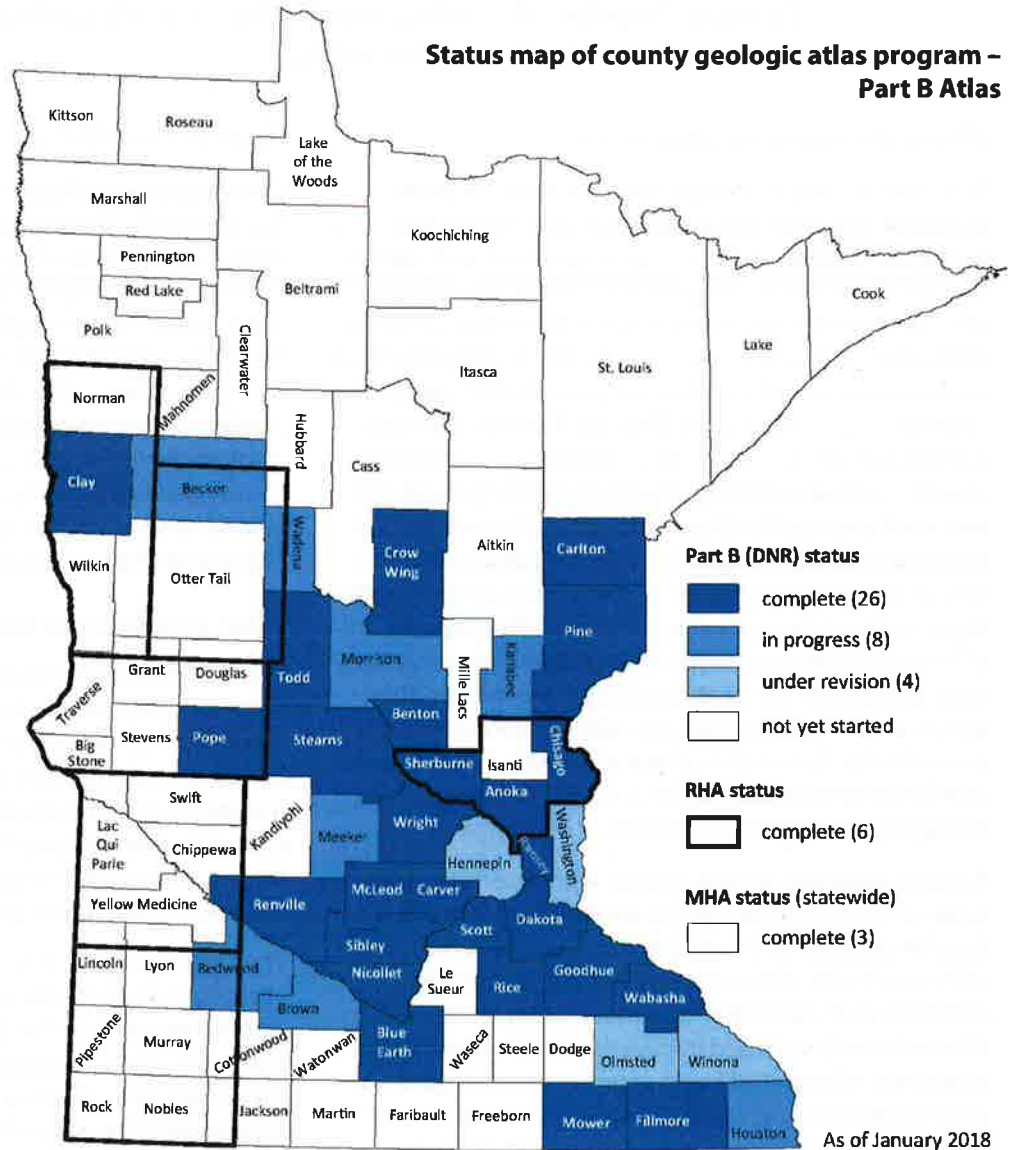 Status map of county geologic atlas program –
Part B Atlas
Kittson
Roseau
Lake
of the
Woods
Marshall
Koochiching
Pennington
Red Lake
Beltrami
Cook
Polk
Clearwater
Lake
St. Louis
Itasca
Norman
Mahnomen
Hubbard
Cass
Clay
Becker
Wadena
Crow
Wing
Aitkin
Carlton
Wilkin
Otter Tail
Pine
Morrison
Mille Lacs
Kanabec
Grant
Douglas
Todd
Traverse
Benton
Stevens
Pope
Stearns
Big
Stone
Sherburne
Isanti
Chisago
Anoka
Swift
Kandiyohi
Wright
Lac
Qui
Parle
Chippewa
Meeker
Hennepin
Ramsey
Washington
McLeod
Carver
Yellow Medicine
Renville
Scott
Dakota
Sibley
Lincoln
Lyon
Redwood
Nicollet
Le
Sueur
Rice
Goodhue
Wabasha
Brown
Pipestone
Murray
Cottonwood
Watonwan
Blue
Earth
Waseca
Steele
Dodge
Olmsted
Winona
Rock
Nobles
Jackson
Martin
Faribault
Freeborn
Mower
Fillmore
Houston
Part B (DNR) status
complete (26)
in progress (8)
under revision (4)
not yet started
RHA status
complete (6)
MHA status (statewide)
complete (3)
As of January 2018